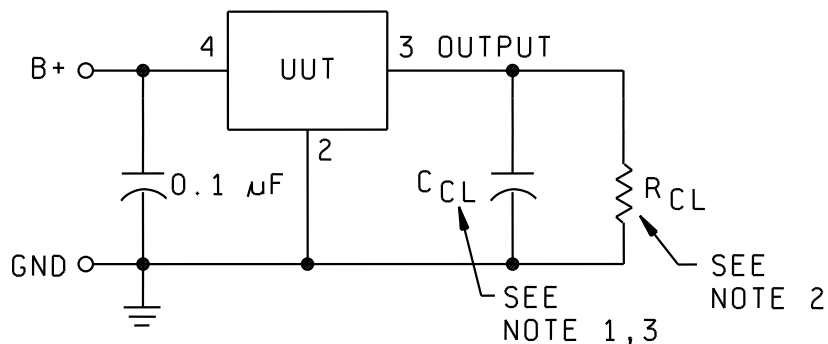 4
3 OUTPUT
B+
UUT
2
0.1 µF
C CL
R CL
GND
SEE
NOTE 2
SEE
NOTE 1,3